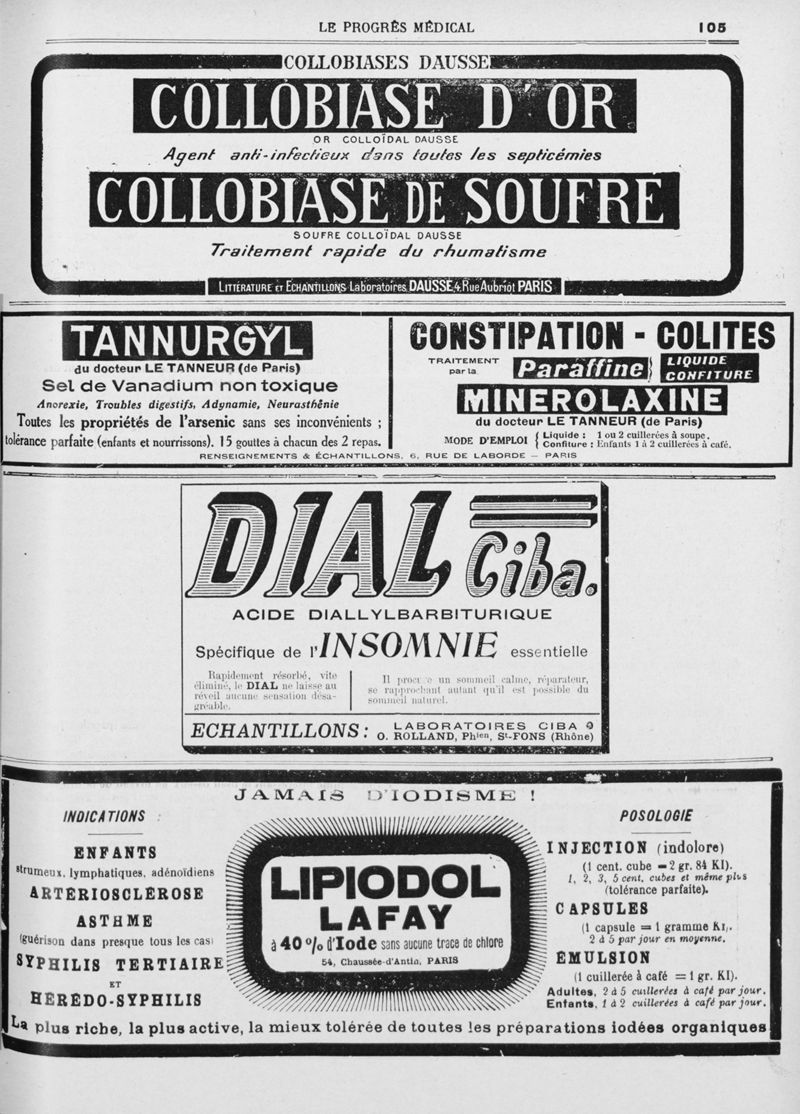 LE PROGRÈS MÉDICAL 105
COLLOBIASES DAUSSE
COLLOBIASE D'OR
OR COLLOÏDAL DAUSSE
Agent anti-infectieux dans toutes les septicémies
COLLOBIASE DE SOUFRE
SOUFRE COLLOÏDAL DAUSSE
Traitement rapide du rhumatisme
LITTÉRATURE ET ECHANTILLONS-Laboratoires DAUSSE,4,Rue Aubriot PARIS
TANNURGYL
du docteur LE TANNEUR (de Paris)
Sel de Vanadium non toxique
Anorexie, Troubles digestifs, Adynamie, Neurasthénie
Toutes les propriétés de l'arsenic sans ses inconvénients ;
tolérance parfaite (enfants et nourrissons). 15 gouttes à chacun des 2 repas.
CONSTIPATION - COLITES
TRAITEMENT
par la
Paraffine
LIQUIDE
CONFITURE
MINEROLAXINE
du docteur LE TANNEUR (de Paris)
MODE D'EMPLOI
Liquide : 1 ou 2 cuillerées à soupe.
Confiture : Enfants 1 à 2 cuillerées à café.
RENSEIGNEMENTS & ÉCHANTILLONS, 6, RUE DE LABORDE — PARIS
DIAL Ciba.
ACIDE DIALLYLBARBITURIQUE
Spécifique de l'INSOMNIE essentielle
Rapidement résorbé, vite
éliminé, le DIAL ne laisse au
réveil aucune sensation désa-
gréable.
Il procure un sommeil calme, réparateur,
se rapprochant autant qu'il est possible du
sommeil naturel.
ECHANTILLONS :
LABORATOIRES CIBA
O. ROLLAND, Phien, St-FONS (Rhône)
JAMAIS D'IODISME !
INDICATIONS :
ENFANTS
strumeux, lymphatiques, adénoïdiens
ARTÉRIOSCLÉROSE
ASTHME
(guérison dans presque tous les cas)
SYPHILIS TERTIAIRE
ET
HÉRÉDO-SYPHILIS
LIPIODOL
LAFAY
à 40 % d'Iode sans aucune trace de chlore
54, Chaussée-d'Antin, PARIS
POSOLOGIE
INJECTION (indolore)
(1 cent. cube = 2 gr. 84 KI).
1, 2, 3, 5 cent. cubes et même plus
(tolérance parfaite).
CAPSULES
(1 capsule = 1 gramme KI).
2 à 5 par jour en moyenne.
ÉMULSION
(1 cuillerée à café = 1 gr. KI).
Adultes, 2 à 5 cuillerées à café par jour.
Enfants, 1 à 2 cuillerées à café par jour.
La plus riche, la plus active, la mieux tolérée de toutes les préparations iodées organiques